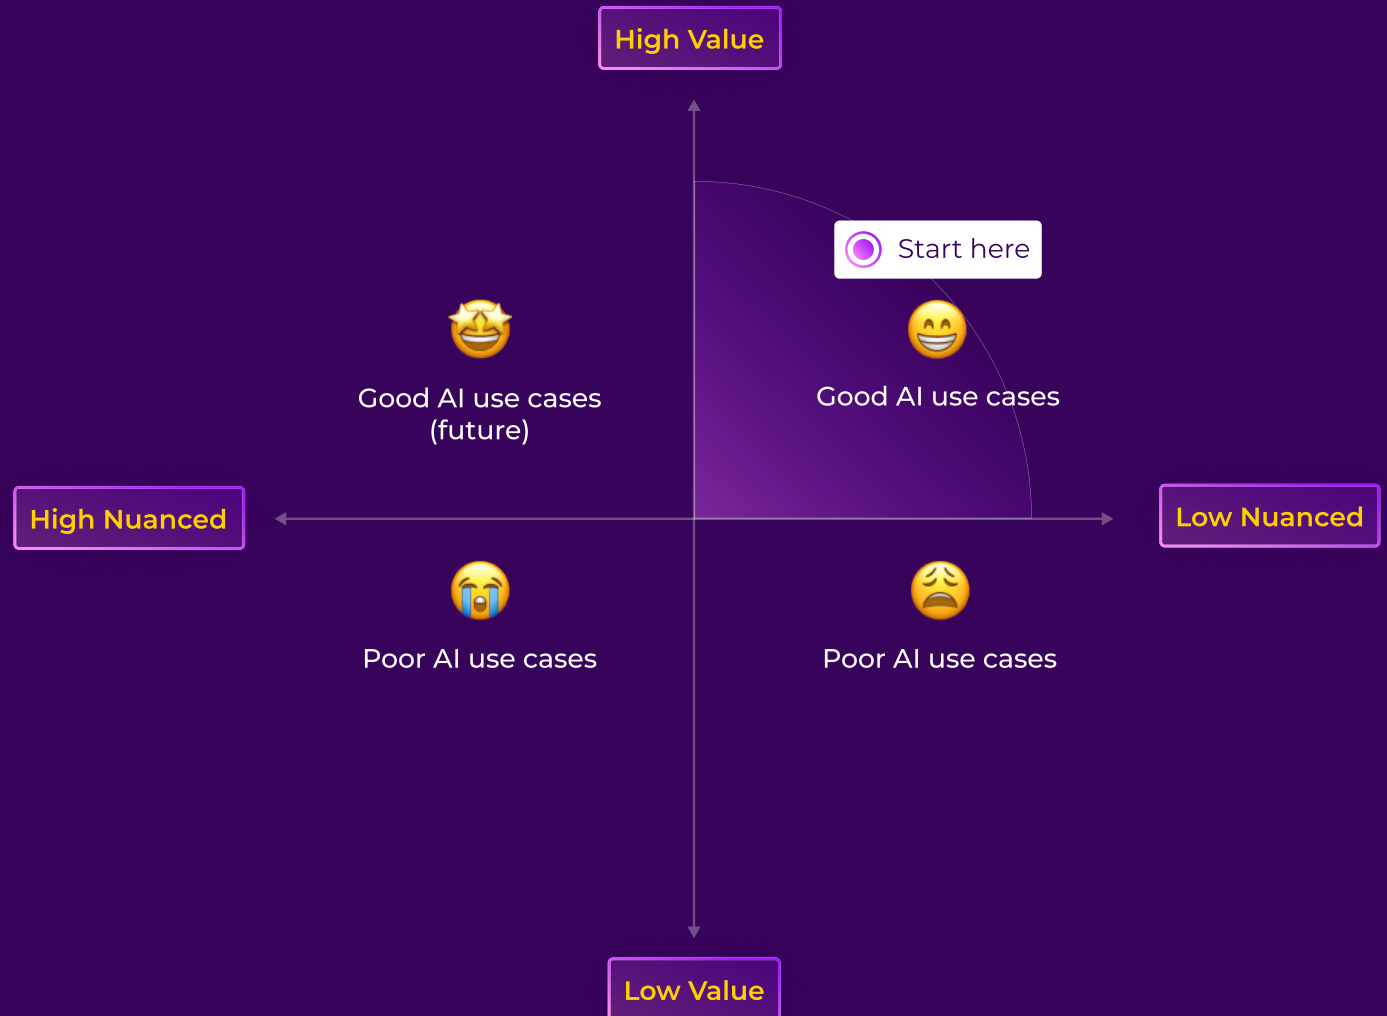 High Value
Start here
Good AI use cases
(future)
Good AI use cases
High Nuanced
Low Nuanced
Poor AI use cases
Poor AI use cases
Low Value